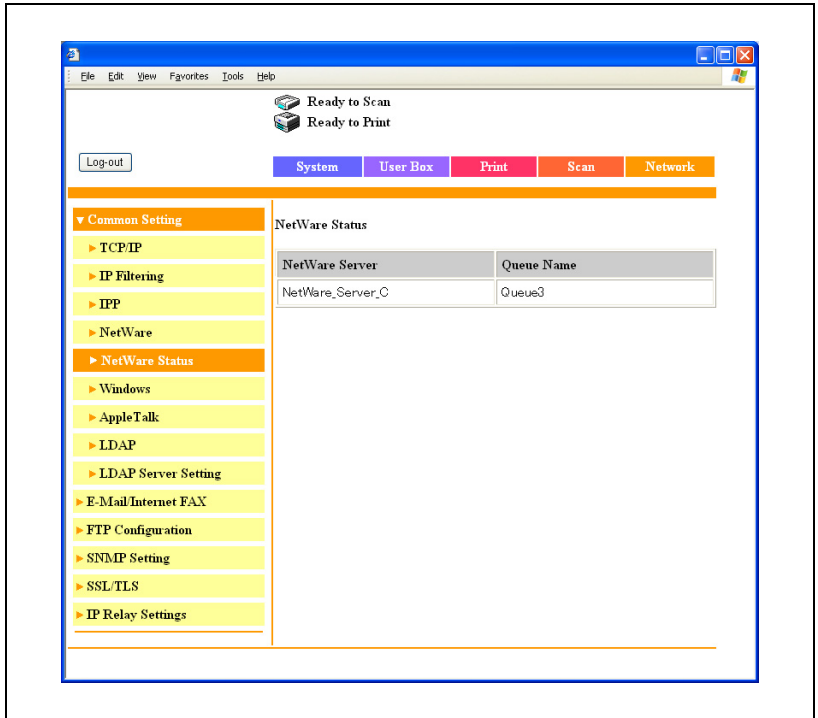 File Edit View Favorites Tools Help
Ready to Scan
Ready to Print
Log-out
System User Box Print Scan Network
Common Setting
TCP/IP
IP Filtering
IPP
NetWare
NetWare Status
Windows
AppleTalk
LDAP
LDAP Server Setting
E-Mail/Internet FAX
FTP Configuration
SNMP Setting
SSL/TLS
IP Relay Settings
NetWare Status
NetWare Server Queue Name
NetWare_Server_C Queue3